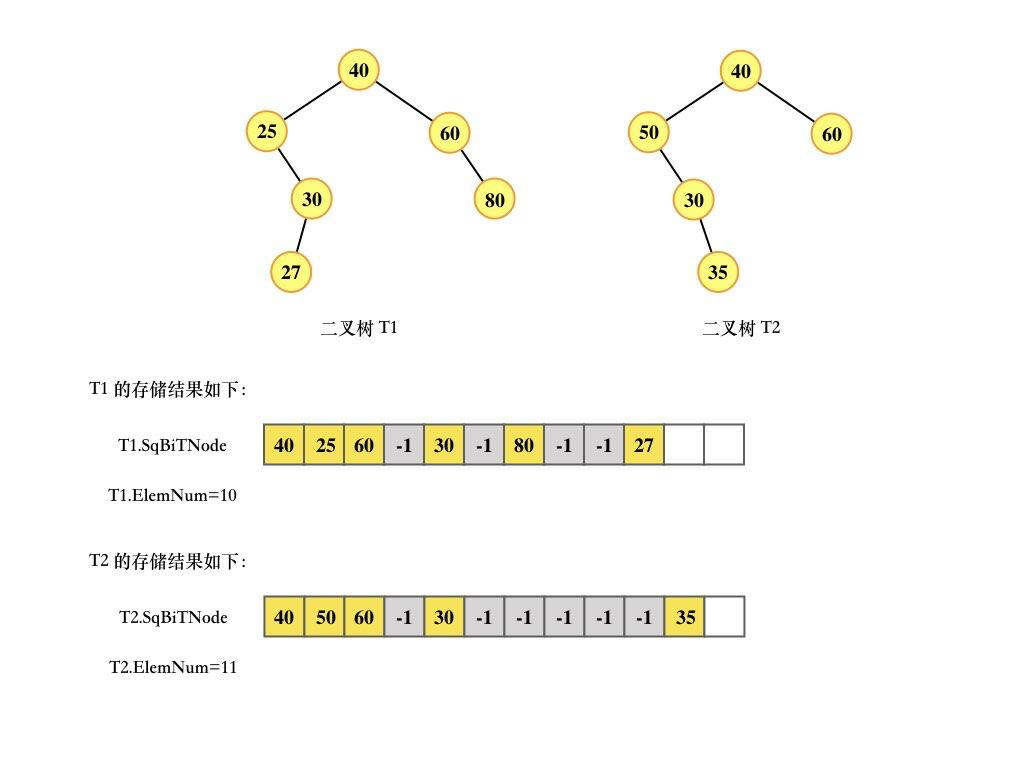 40 40
25 60 50 60
30 80 30
27 35
二叉树 T1 二叉树 T2
T1 的存储结果如下：
T1.SqBiTNode 40 25 60 -1 30 -1 80 -1 -1 27
T1.ElemNum=10
T2 的存储结果如下：
T2.SqBiTNode 40 50 60 -1 30 -1 -1 -1 -1 -1 35
T2.ElemNum=11